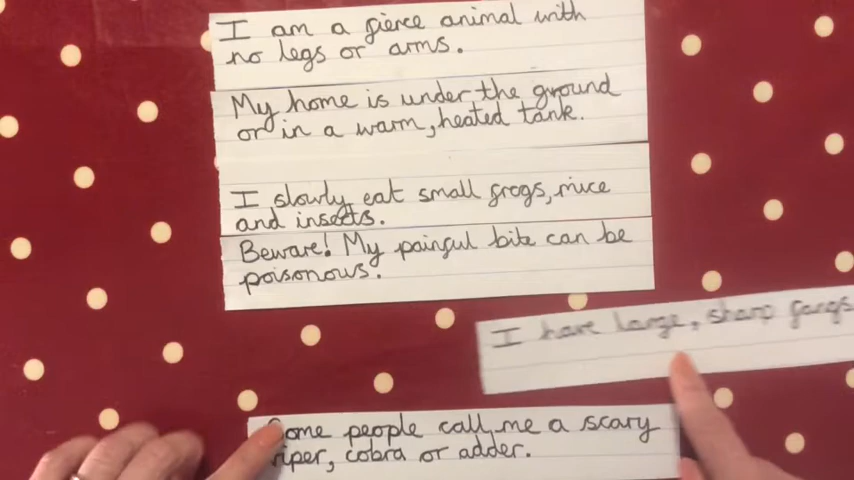 I am a fierce animal with
no legs or arms.
My home is under the ground
or in a warm, heated tank.
I slowly eat small frogs, mice
and insects.
Beware! My painful bite can be
poisonous.
I have large, sharp fangs
Some people call me a scary
viper, cobra or adder.